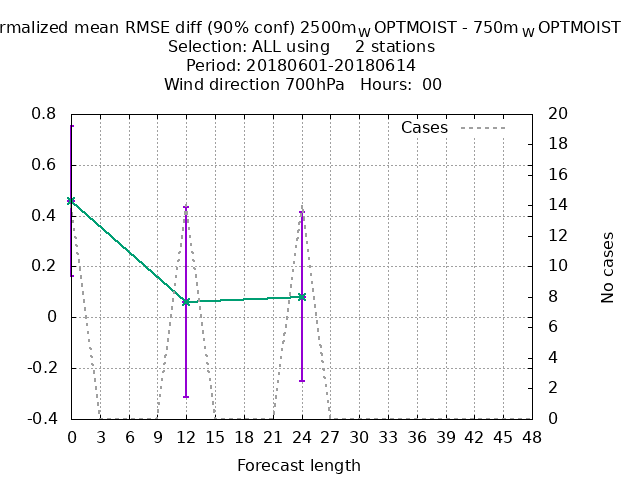 rmalized mean RMSE diff (90% conf) 2500mWOPTMOIST - 750mWOPTMOIST
Selection: ALL using     2 stations
Period: 20180601-20180614
Wind direction 700hPa   Hours:  00
Cases
0.8
0.6
0.4
0.2
0
-0.2
-0.4
20
18
16
14
12
10
8
6
4
2
0
No cases
0 3 6 9 12 15 18 21 24 27 30 33 36 39 42 45 48
Forecast length